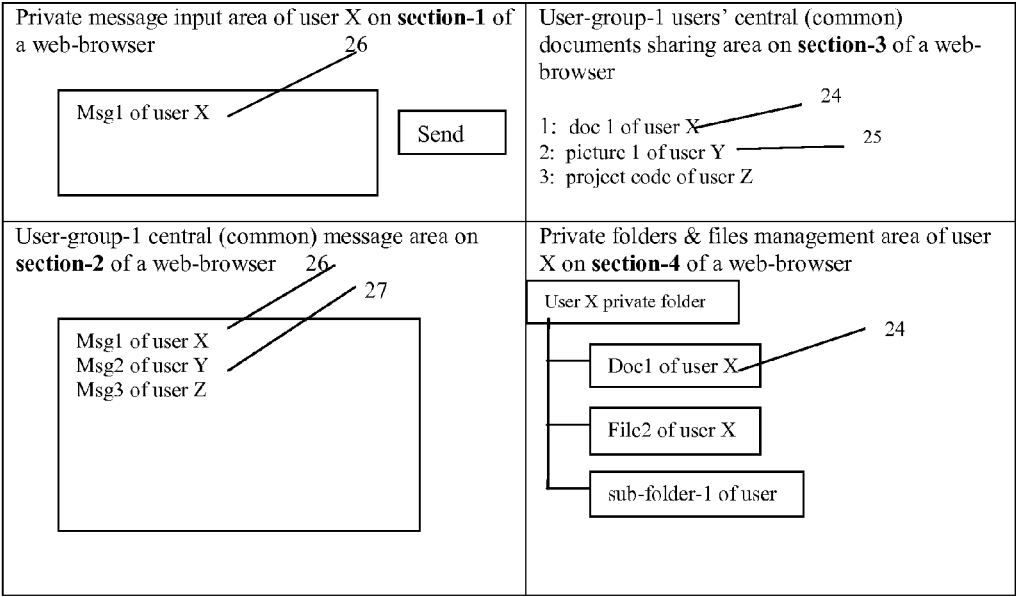 Private message input area of user X on section-1 of
a web-browser
26
Msg1 of user X
Send
User-group-1 users' central (common)
documents sharing area on section-3 of a web-
browser
24
1: doc 1 of user X
25
2: picture 1 of user Y
3: project code of user Z
User-group-1 central (common) message area on
section-2 of a web-browser 26
27
Msg1 of user X
Msg2 of user Y
Msg3 of user Z
Private folders & files management area of user
X on section-4 of a web-browser
User X private folder
24
Doc1 of user X
File2 of user X
sub-folder-1 of user